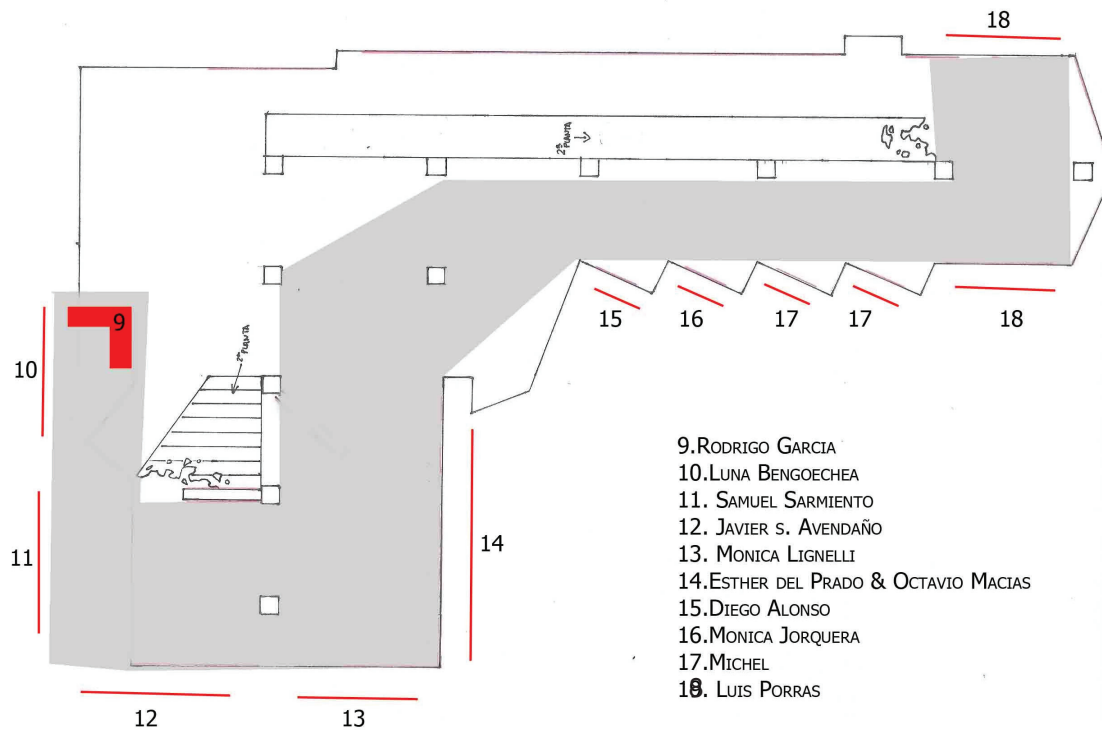 18
2ª PLANTA
15
16
17
17
18
9
10
2ª PLANTA
11
14
12
13
9.RODRIGO GARCIA
10.LUNA BENGOECHEA
11. SAMUEL SARMIENTO
12. JAVIER S. AVENDAÑO
13. MONICA LIGNELLI
14.ESTHER DEL PRADO & OCTAVIO MACIAS
15.DIEGO ALONSO
16.MONICA JORQUERA
17.MICHEL
18. LUIS PORRAS